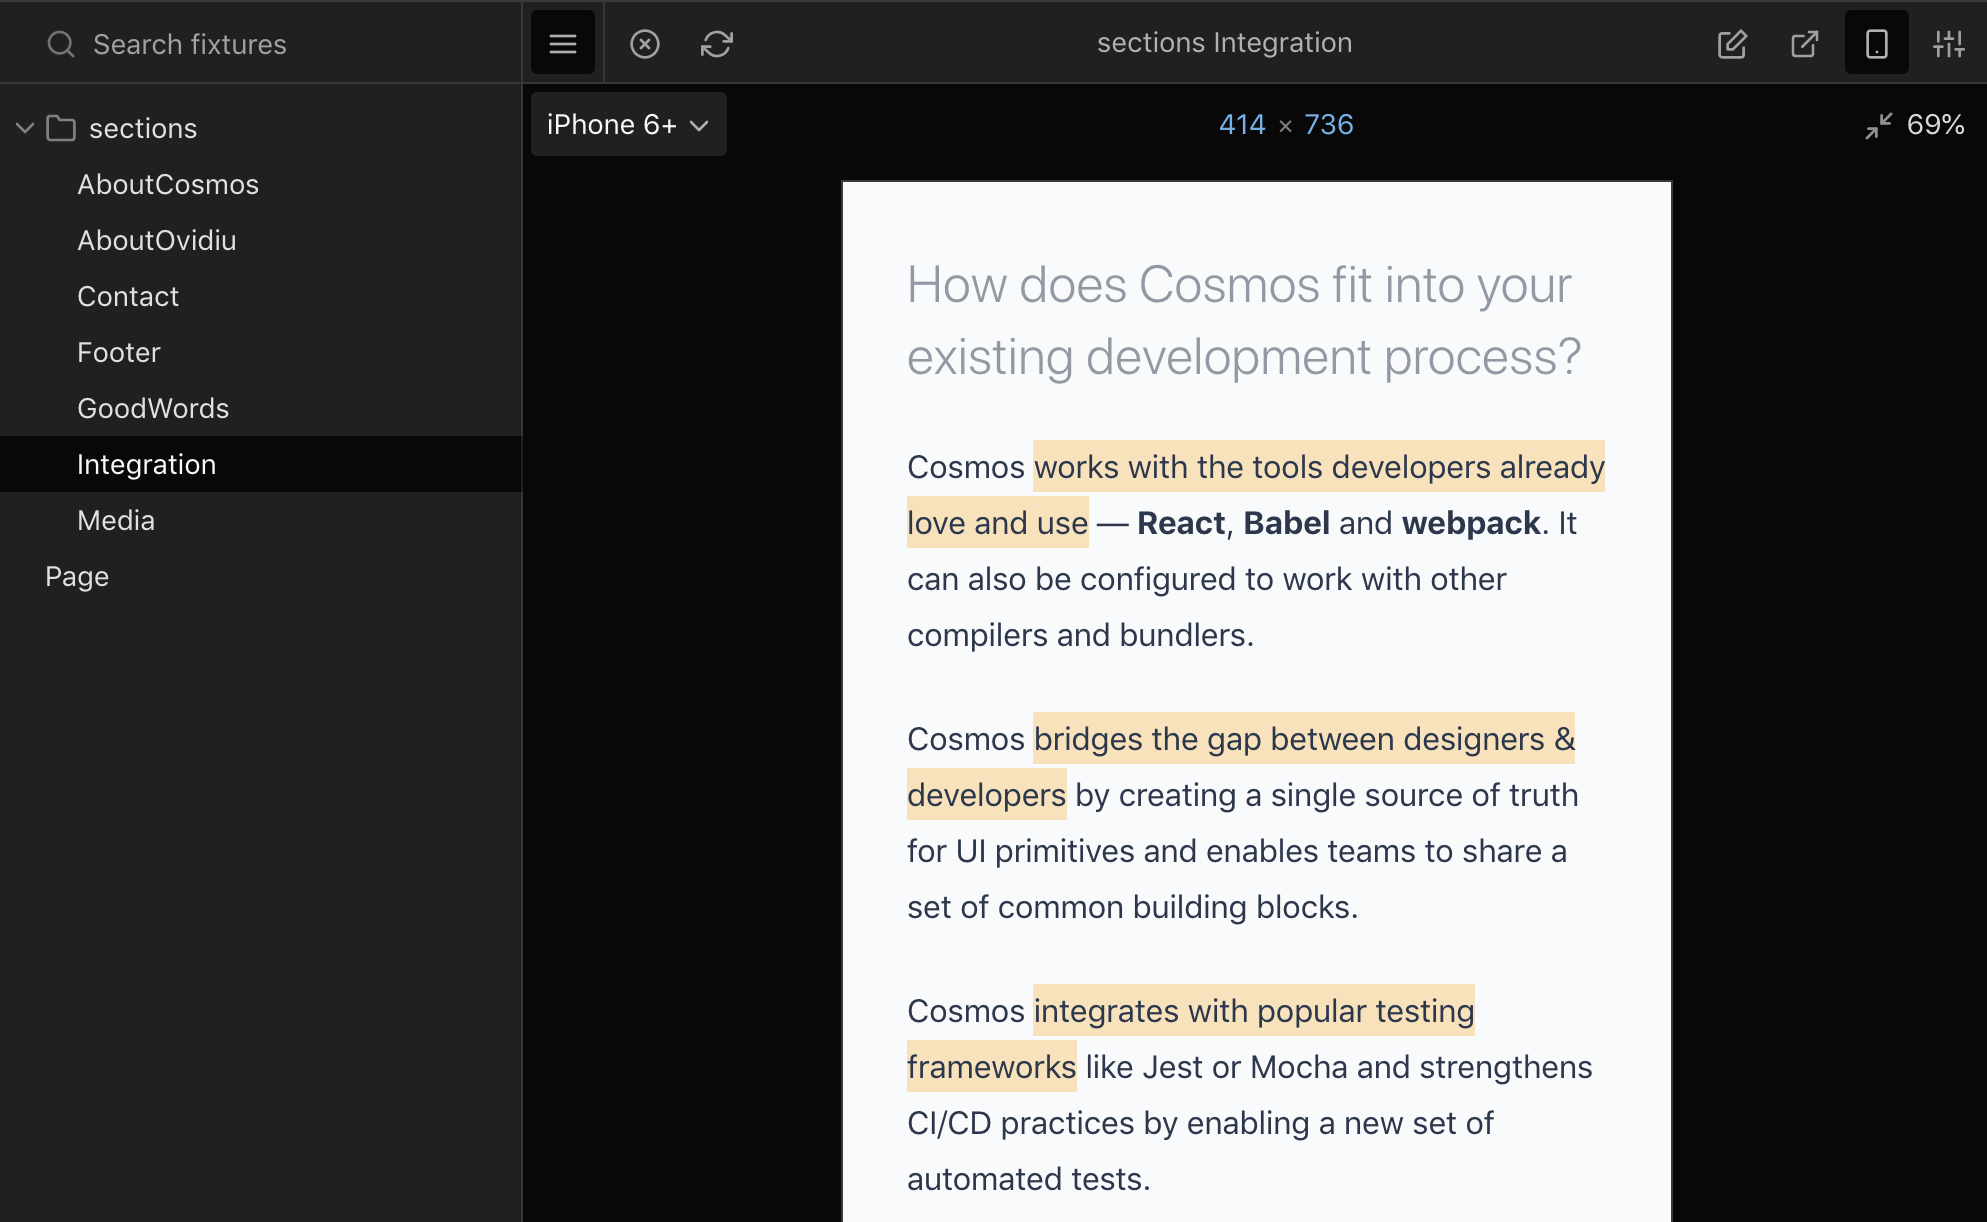 Search fixtures
sections Integration
sections
AboutCosmos
AboutOvidiu
Contact
Footer
GoodWords
Integration
Media
Page
iPhone 6+
414 × 736
69%
How does Cosmos fit into your
existing development process?
Cosmos works with the tools developers already
love and use — React, Babel and webpack. It
can also be configured to work with other
compilers and bundlers.
Cosmos bridges the gap between designers &
developers by creating a single source of truth
for UI primitives and enables teams to share a
set of common building blocks.
Cosmos integrates with popular testing
frameworks like Jest or Mocha and strengthens
CI/CD practices by enabling a new set of
automated tests.